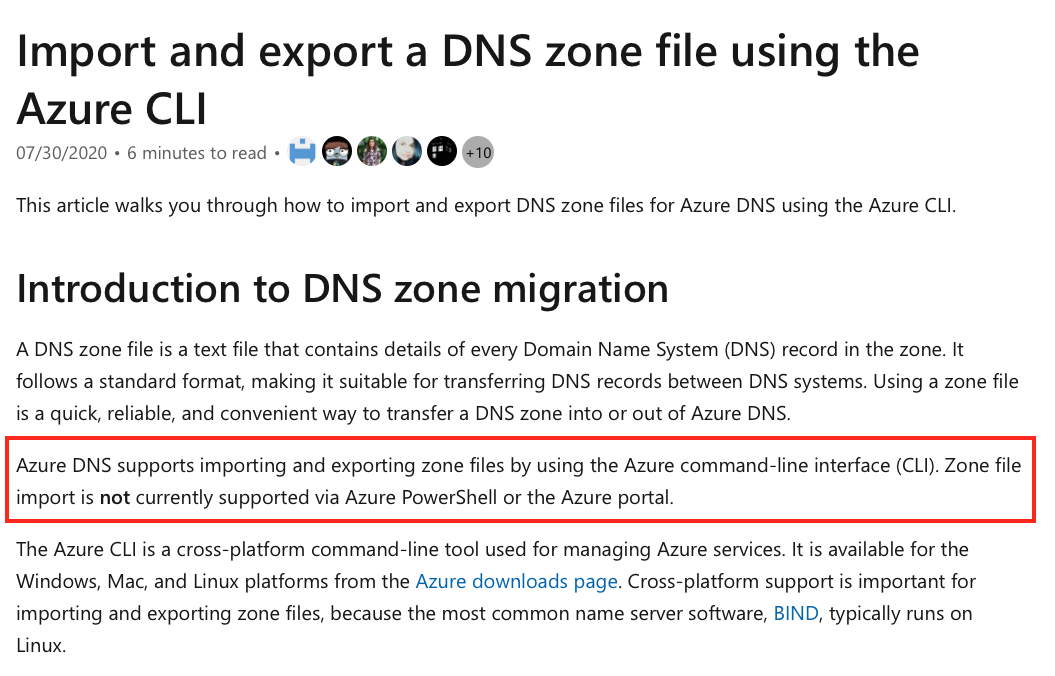 Import and export a DNS zone file using the
Azure CLI
07/30/2020 • 6 minutes to read • +10
This article walks you through how to import and export DNS zone files for Azure DNS using the Azure CLI.
Introduction to DNS zone migration
A DNS zone file is a text file that contains details of every Domain Name System (DNS) record in the zone. It
follows a standard format, making it suitable for transferring DNS records between DNS systems. Using a zone file
is a quick, reliable, and convenient way to transfer a DNS zone into or out of Azure DNS.
Azure DNS supports importing and exporting zone files by using the Azure command-line interface (CLI). Zone file
import is not currently supported via Azure PowerShell or the Azure portal.
The Azure CLI is a cross-platform command-line tool used for managing Azure services. It is available for the
Windows, Mac, and Linux platforms from the Azure downloads page. Cross-platform support is important for
importing and exporting zone files, because the most common name server software, BIND, typically runs on
Linux.